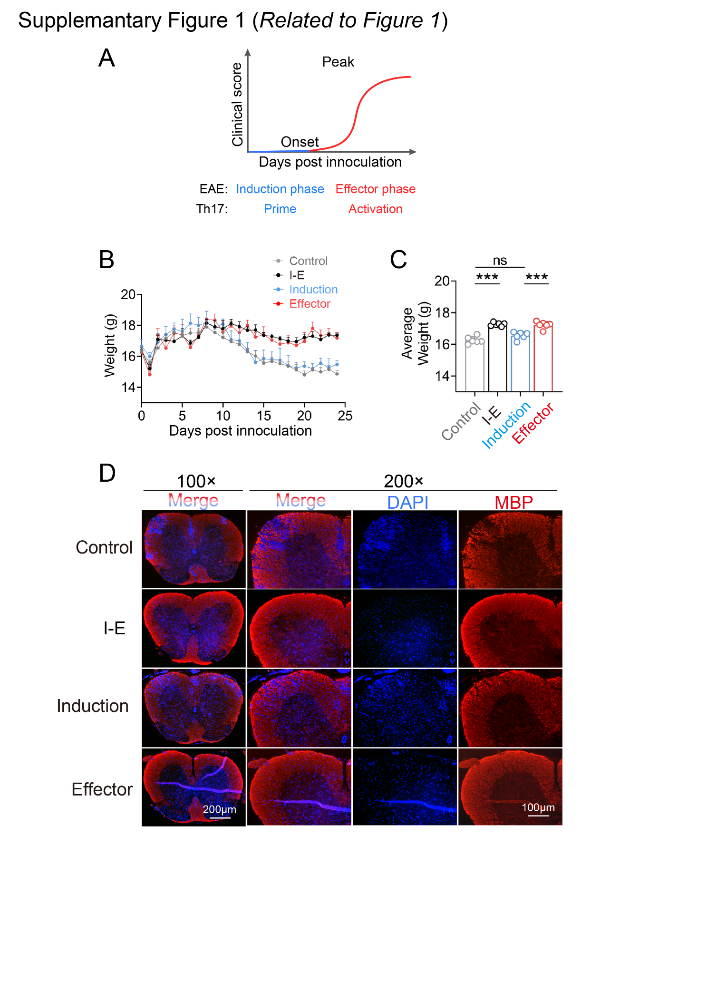 Supplemantary Figure 1 (Related to Figure 1)
A
Clinical score
Peak
Onset
Days post innoculation
EAE: Induction phase Effector phase
Th17: Prime Activation
B
Control
I-E
Induction
Effector
Weight (g)
20
18
16
14
0 5 10 15 20 25
Days post innoculation
C
ns
*** ***
Average
Weight (g)
20
18
16
14
Control
I-E
Induction
Effector
D
100× 200×
Merge Merge DAPI MBP
Control
I-E
Induction
Effector
200μm
100μm